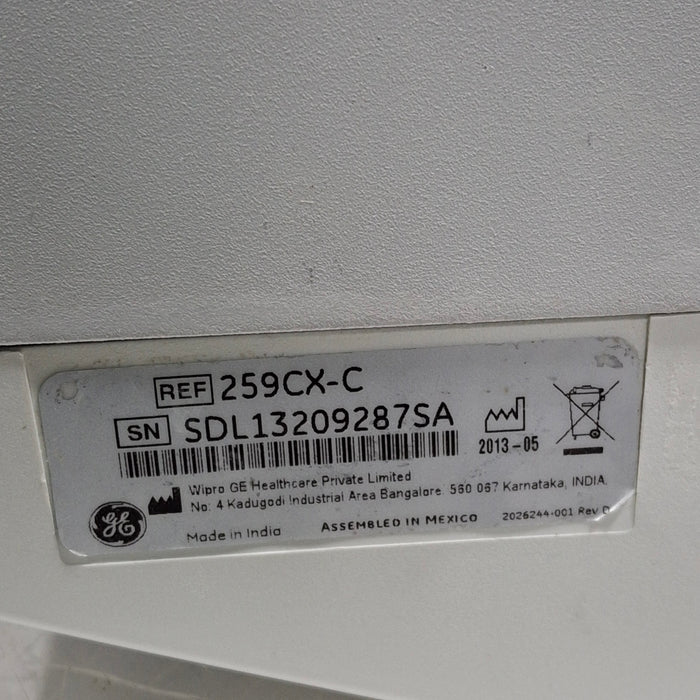 REF 259CX-C
SN SDL13209287SA
2013-05
Wipro GE Healthcare Private Limited
No: 4 Kadugodi Industrial Area Bangalore. 560 067 Karnataka, INDIA.
GE
Made in India
ASSEMBLED IN MEXICO
2026244-001 Rev D